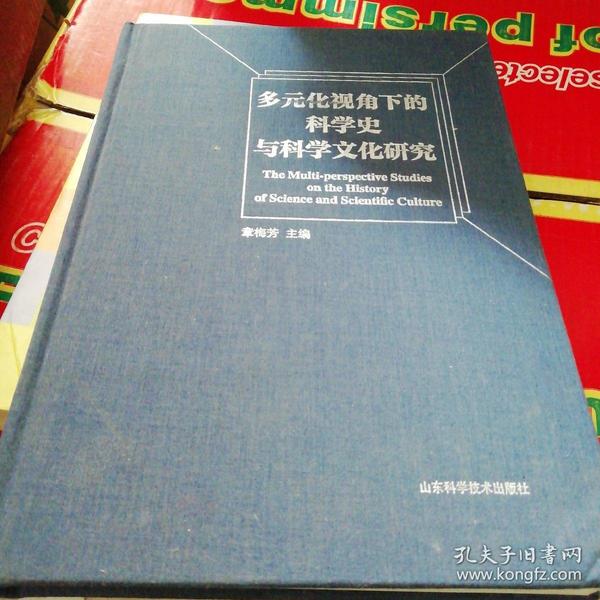 of persimm
selecte
多元化视角下的
科学史
与科学文化研究
The Multi-perspective Studies
on the History
of Science and Scientific Culture
章梅芳 主编
山东科学技术出版社
孔夫子旧书网
www.kongfz.com